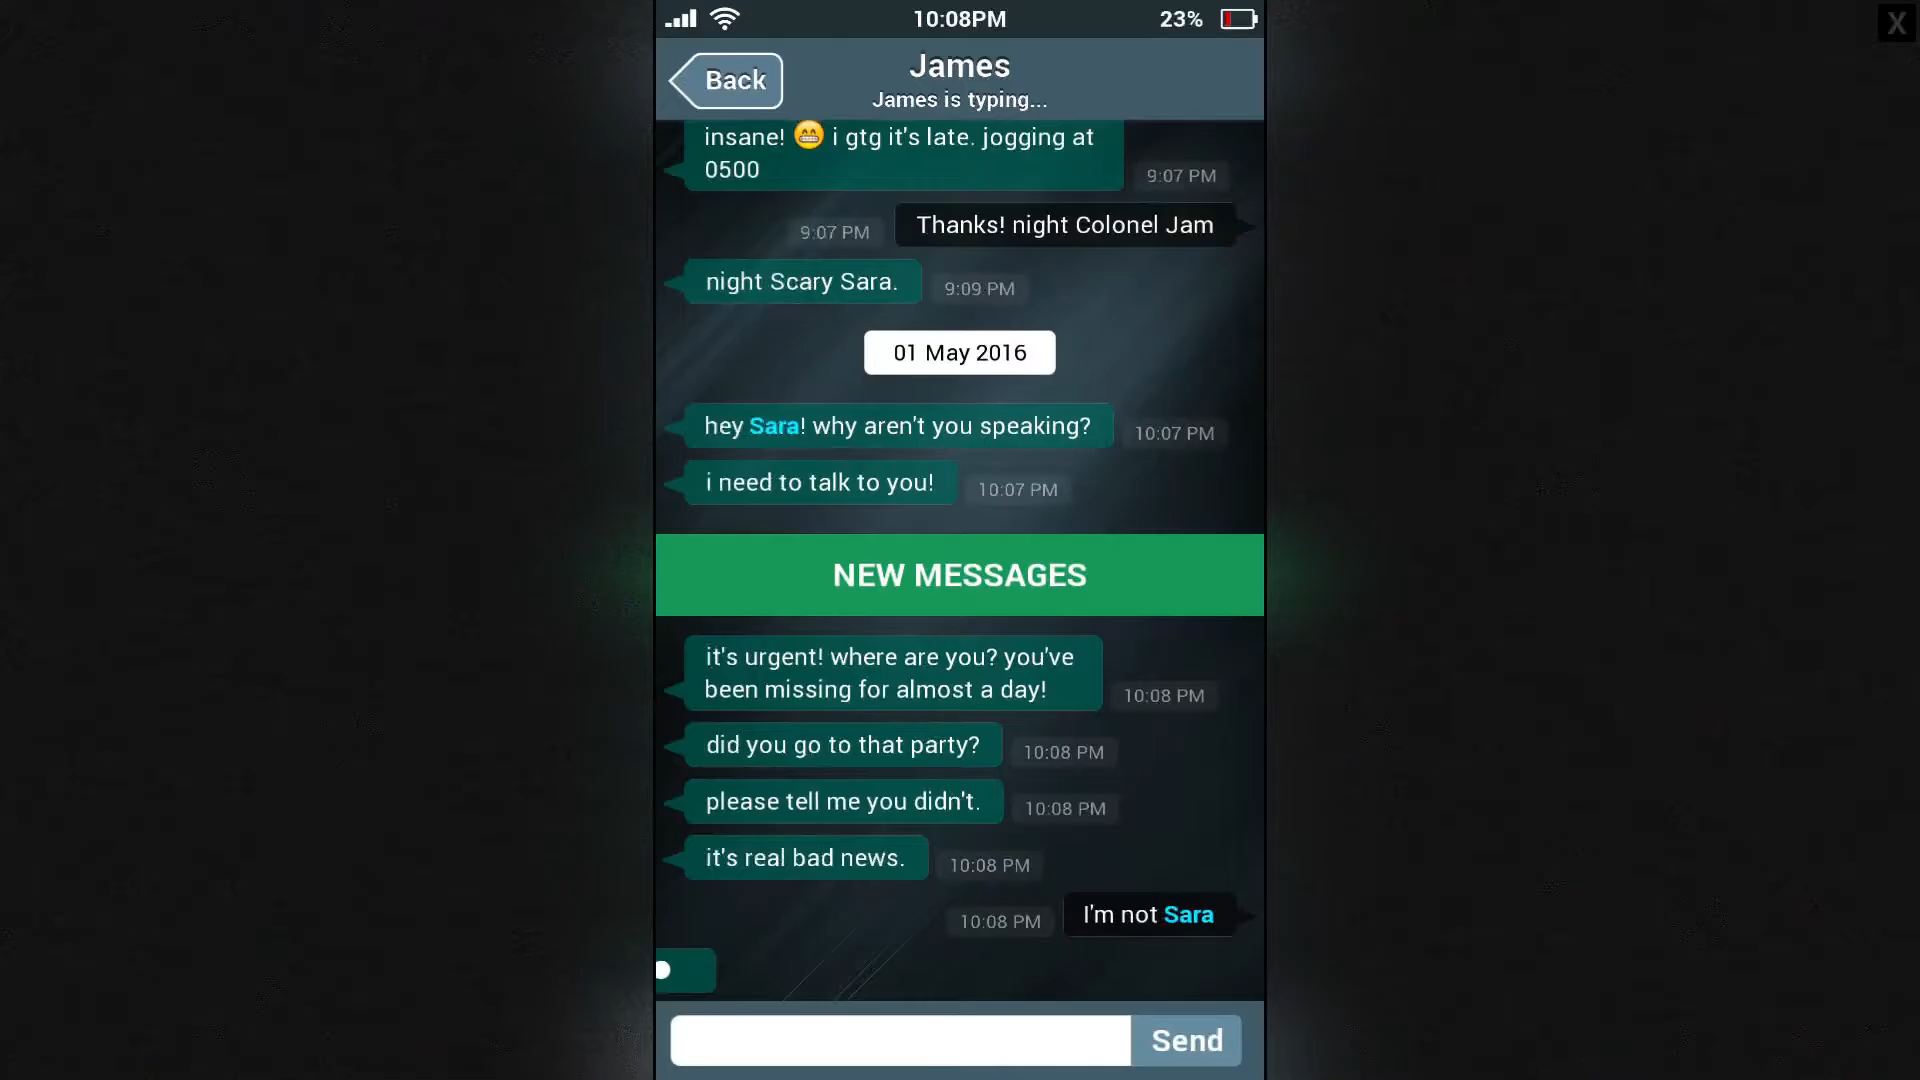 10:08PM
23%
X
Back
James
James is typing...
insane! 😁 i gtg it's late. jogging at
0500
9:07 PM
9:07 PM
Thanks! night Colonel Jam
night Scary Sara.
9:09 PM
01 May 2016
hey Sara! why aren't you speaking?
10:07 PM
i need to talk to you!
10:07 PM
NEW MESSAGES
it's urgent! where are you? you've
been missing for almost a day!
10:08 PM
did you go to that party?
10:08 PM
please tell me you didn't.
10:08 PM
it's real bad news.
10:08 PM
10:08 PM
I'm not Sara
Send